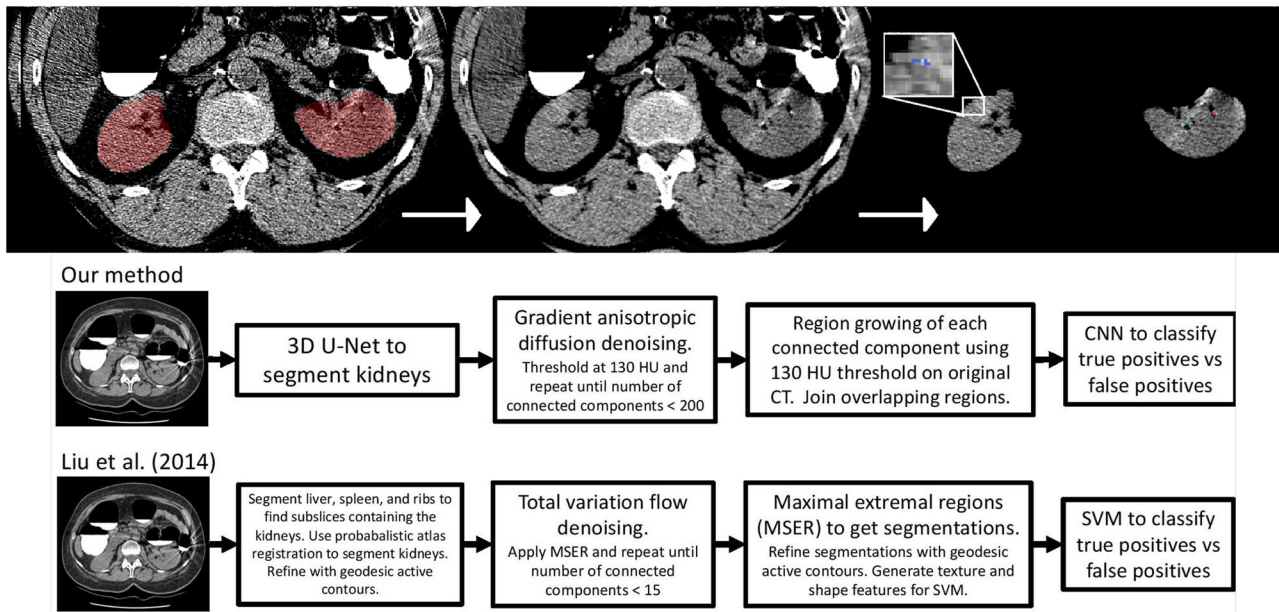 Our method
3D U-Net to
segment kidneys
Gradient anisotropic
diffusion denoising.
Threshold at 130 HU and
repeat until number of
connected components < 200
Region growing of each
connected component using
130 HU threshold on original
CT.  Join overlapping regions.
CNN to classify
true positives vs
false positives
Liu et al. (2014)
Segment liver, spleen, and ribs to
find subslices containing the
kidneys. Use probabalistic atlas
registration to segment kidneys.
Refine with geodesic active
contours.
Total variation flow
denoising.
Apply MSER and repeat until
number of connected
components < 15
Maximal extremal regions
(MSER) to get segmentations.
Refine segmentations with geodesic
active contours. Generate texture and
shape features for SVM.
SVM to classify
true positives vs
false positives